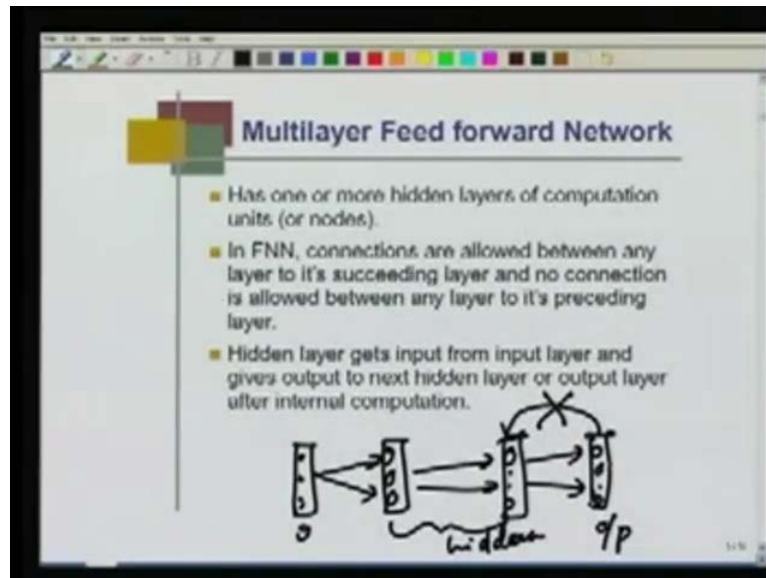 Multilayer Feed forward Network
Has one or more hidden layers of computation
units (or nodes).
In FNN, connections are allowed between any
layer to it's succeeding layer and no connection
is allowed between any layer to it's preceding
layer.
Hidden layer gets input from input layer and
gives output to next hidden layer or output layer
after internal computation.
hidden
o/p